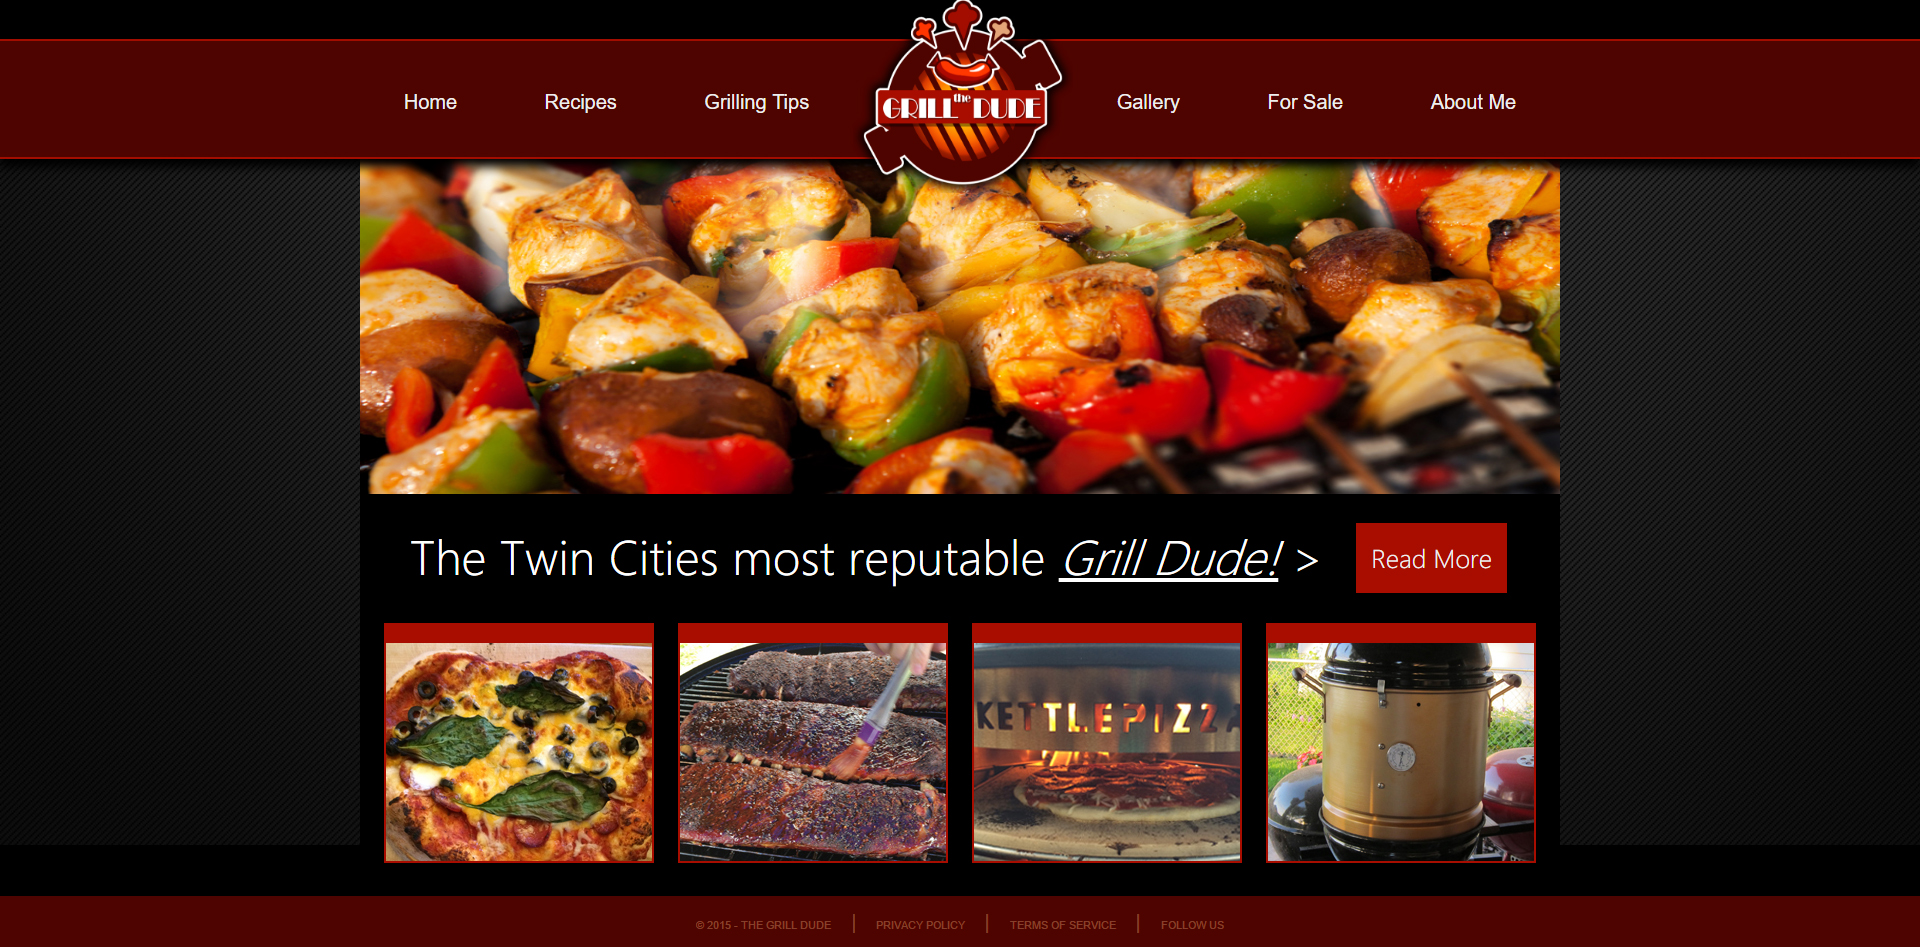 Home
Recipes
Grilling Tips
GRILL the DUDE
Gallery
For Sale
About Me
The Twin Cities most reputable Grill Dude! >
Read More
KETTLEPIZZA
© 2015 - THE GRILL DUDE
PRIVACY POLICY
TERMS OF SERVICE
FOLLOW US